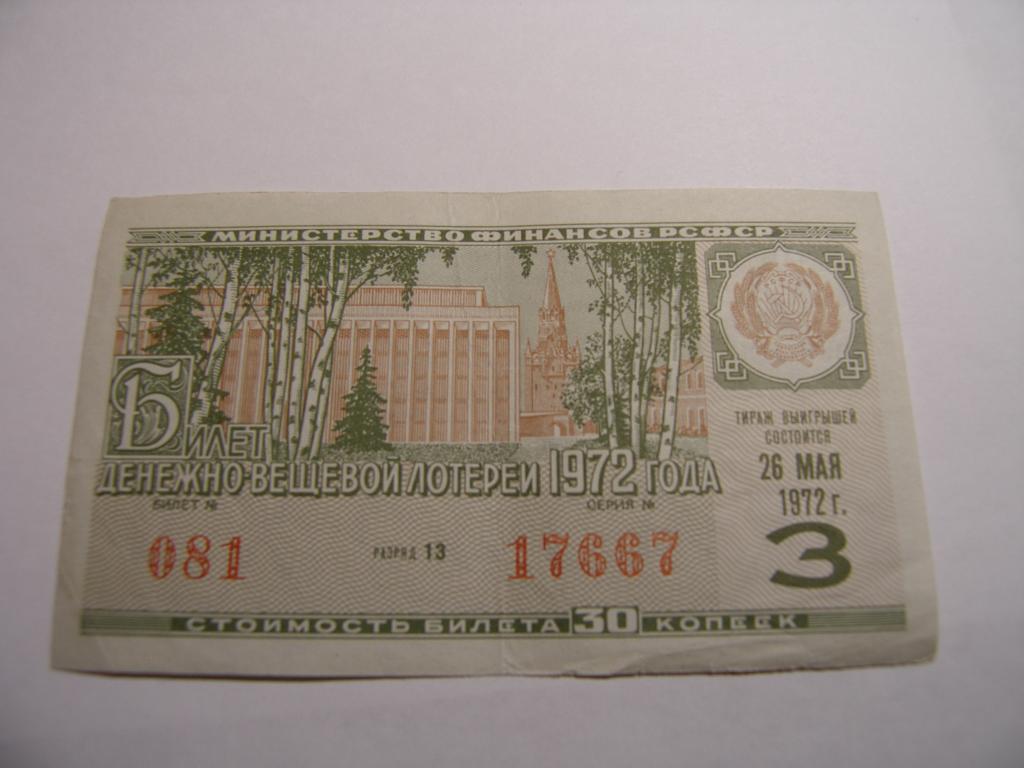 МИНИСТЕРСТВО ФИНАНСОВ РСФСР
БИЛЕТ
ДЕНЕЖНО-ВЕЩЕВОЙ ЛОТЕРЕИ 1972 ГОДА
ТИРАЖ ВЫИГРЫШЕЙ
СОСТОИТСЯ
26 МАЯ
1972 г.
3
БИЛЕТ № СЕРИЯ №
081 РАЗРЯД 13 17667
СТОИМОСТЬ БИЛЕТА 30 КОПЕЕК